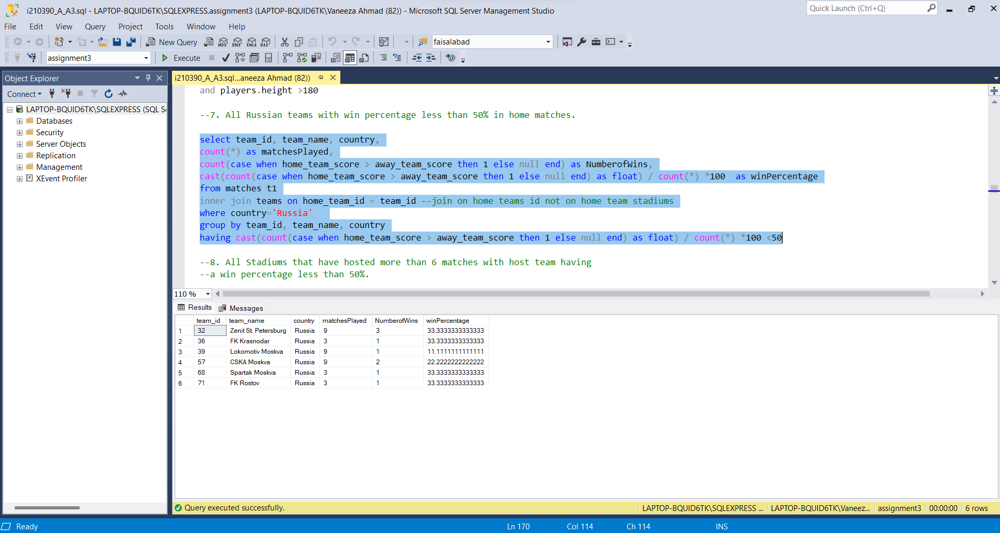 i210390_A_A3.sql - LAPTOP-BQUID6TK\SQLEXPRESS.assignment3 (LAPTOP-BQUID6TK\Vaneeza Ahmad (82)) - Microsoft SQL Server Management Studio
Quick Launch (Ctrl+Q)
File Edit View Query Project Tools Window Help
New Query MDX DMX XMLA DAX faisalabad
assignment3 Execute
Object Explorer
i210390_A_A3.sql...aneeza Ahmad (82))
Connect
LAPTOP-BQUID6TK\SQLEXPRESS (SQL S
Databases
Security
Server Objects
Replication
Management
XEvent Profiler
and players.height >180
--7. All Russian teams with win percentage less than 50% in home matches.
select team_id, team_name, country,
count(*) as matchesPlayed,
count(case when home_team_score > away_team_score then 1 else null end) as NumberofWins,
cast(count(case when home_team_score > away_team_score then 1 else null end) as float) / count(*) *100  as winPercentage
from matches t1
inner join teams on home_team_id = team_id --join on home teams id not on home team stadiums
where country='Russia'
group by team_id, team_name, country
having cast(count(case when home_team_score > away_team_score then 1 else null end) as float) / count(*) *100 <50
--8. All Stadiums that have hosted more than 6 matches with host team having
--a win percentage less than 50%.
110 %
Results Messages
team_id team_name country matchesPlayed NumberofWins winPercentage
1 32 Zenit St. Petersburg Russia 9 3 33.3333333333333
2 36 FK Krasnodar Russia 3 1 33.3333333333333
3 39 Lokomotiv Moskva Russia 9 1 11.1111111111111
4 57 CSKA Moskva Russia 9 2 22.2222222222222
5 68 Spartak Moskva Russia 3 1 33.3333333333333
6 71 FK Rostov Russia 3 1 33.3333333333333
Query executed successfully. LAPTOP-BQUID6TK\SQLEXPRESS ... LAPTOP-BQUID6TK\Vaneez... assignment3 00:00:00 6 rows
Ready Ln 170 Col 114 Ch 114 INS